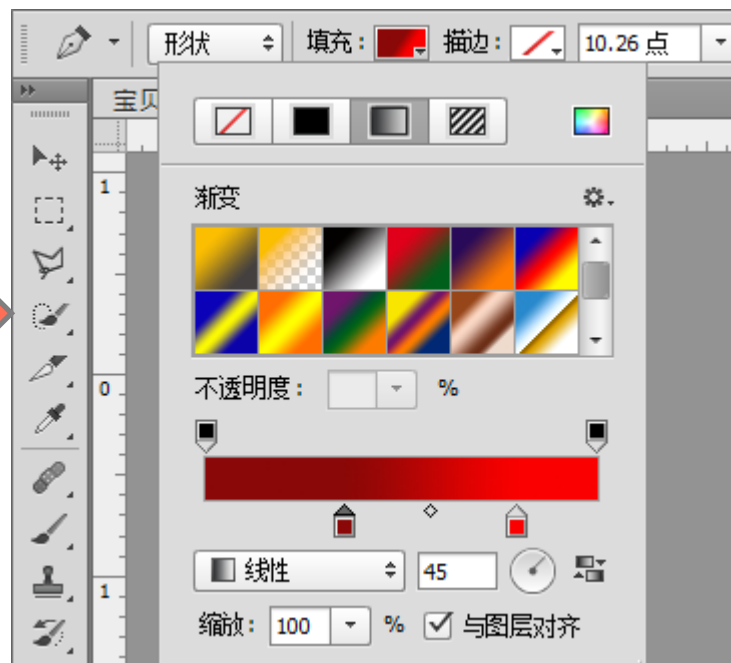 形状 填充： 描边： 10.26 点
宝贝
渐变
1
不透明度： %
0
线性 45
1
缩放： 100 % 与图层对齐